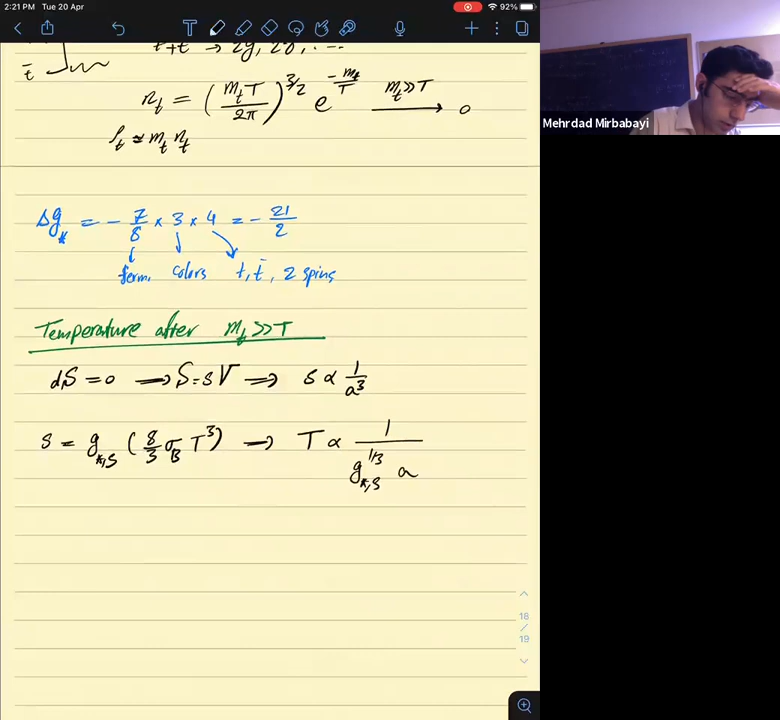 2:21 PM Tue 20 Apr
92%
t+t̄ → 2g, 2γ, ...
t̄
n_t = (m_t T / 2π)^{3/2} e^{-m_t/T} m_t≫T → 0
ρ_t ≃ m_t n_t
Δg_* = - 7/8 × 3 × 4 = - 21/2
ferm. colors t, t̄, 2 spins
Temperature after m_t ≫ T
dS = 0 → S = sV ⇒ s ∝ 1/a³
s = g_{*,S} (8/3 σ_B T³) → T ∝ 1 / (g_{*,S}^{1/3} a)
18
/
19
Mehrdad Mirbabayi